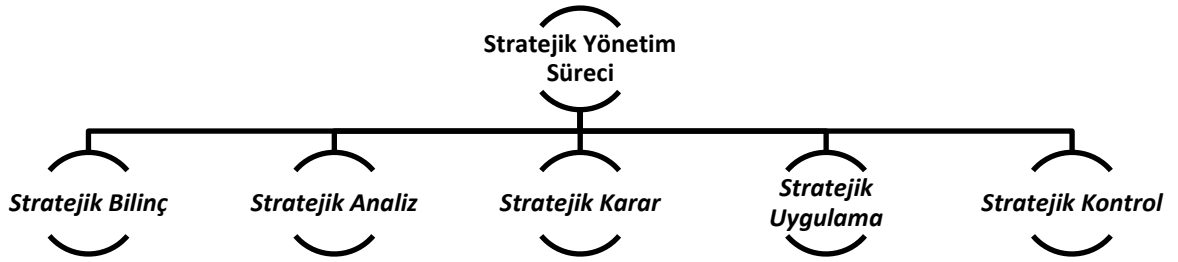 Stratejik Yönetim
Süreci
Stratejik Bilinç
Stratejik Analiz
Stratejik Karar
Stratejik
Uygulama
Stratejik Kontrol